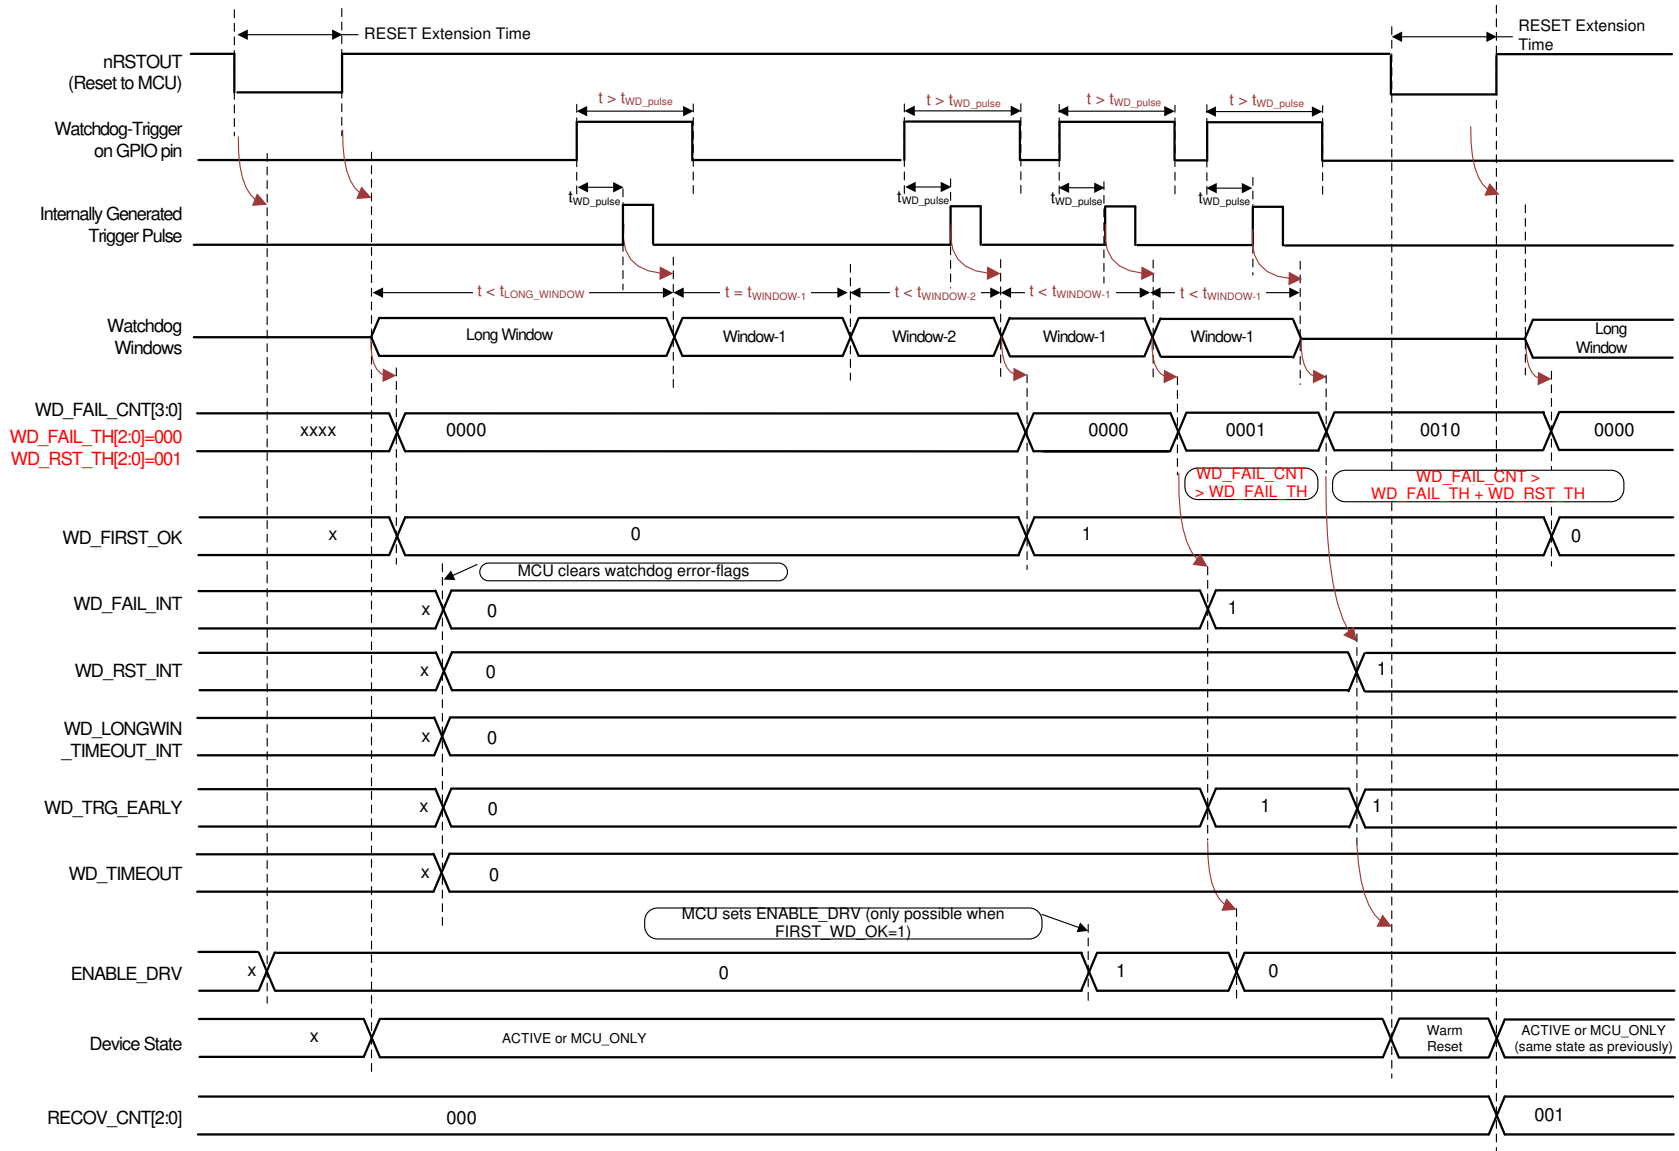 RESET Extension Time
RESET Extension
Time
nRSTOUT
(Reset to MCU)
t > tWD_pulse
t > tWD_pulse
t > tWD_pulse
t > tWD_pulse
Watchdog-Trigger
on GPIO pin
tWD_pulse
tWD_pulse
tWD_pulse
tWD_pulse
Internally Generated
Trigger Pulse
t < tLONG_WINDOW
t = tWINDOW-1
t < tWINDOW-2
t < tWINDOW-1
t < tWINDOW-1
Watchdog
Windows
Long Window
Window-1
Window-2
Window-1
Window-1
Long
Window
WD_FAIL_CNT[3:0]
WD_FAIL_TH[2:0]=000
WD_RST_TH[2:0]=001
xxxx
0000
0000
0001
0010
0000
WD_FAIL_CNT
> WD_FAIL_TH
WD_FAIL_CNT >
WD_FAIL_TH + WD_RST_TH
WD_FIRST_OK
x
0
1
0
MCU clears watchdog error-flags
WD_FAIL_INT
x
0
1
WD_RST_INT
x
0
1
WD_LONGWIN
_TIMEOUT_INT
x
0
WD_TRG_EARLY
x
0
1
1
WD_TIMEOUT
x
0
MCU sets ENABLE_DRV (only possible when
FIRST_WD_OK=1)
ENABLE_DRV
x
0
1
0
Device State
x
ACTIVE or MCU_ONLY
Warm
Reset
ACTIVE or MCU_ONLY
(same state as previously)
RECOV_CNT[2:0]
000
001